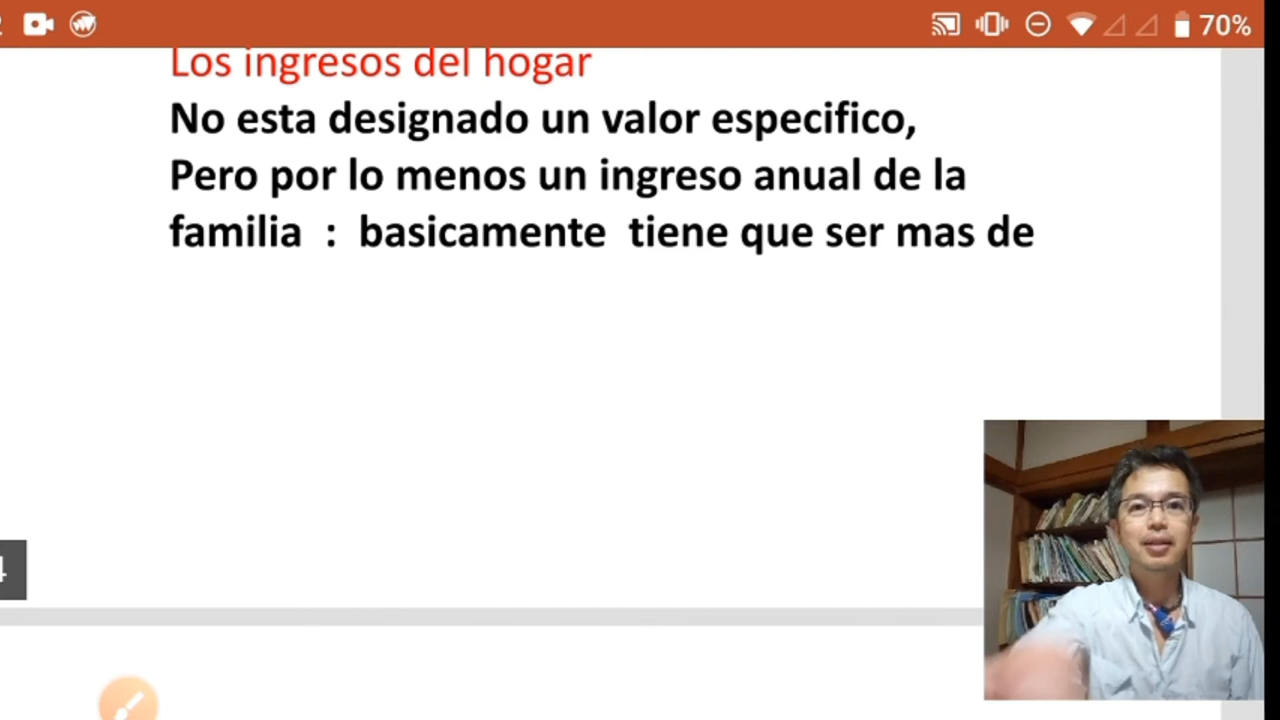 70%
Los ingresos del hogar
No esta designado un valor especifico,
Pero por lo menos un ingreso anual de la
familia : basicamente tiene que ser mas de